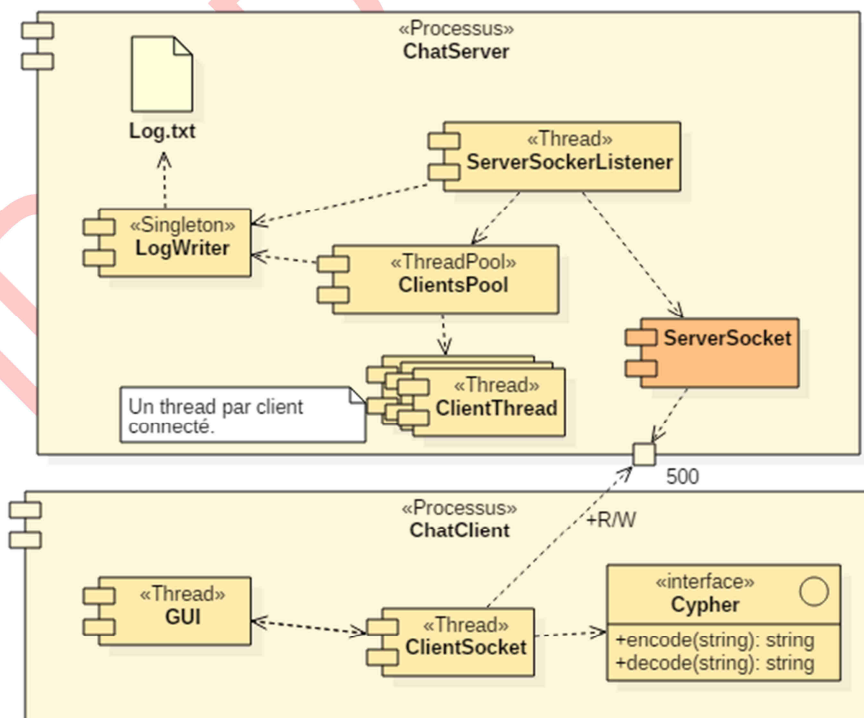 «Processus»
ChatServer
Log.txt
«Thread»
ServerSockerListener
«Singleton»
LogWriter
«ThreadPool»
ClientsPool
ServerSocket
«Thread»
ClientThread
Un thread par client
connecté.
500
«Processus»
ChatClient
+R/W
«Thread»
GUI
«Thread»
ClientSocket
«interface»
Cypher
+encode(string): string
+decode(string): string